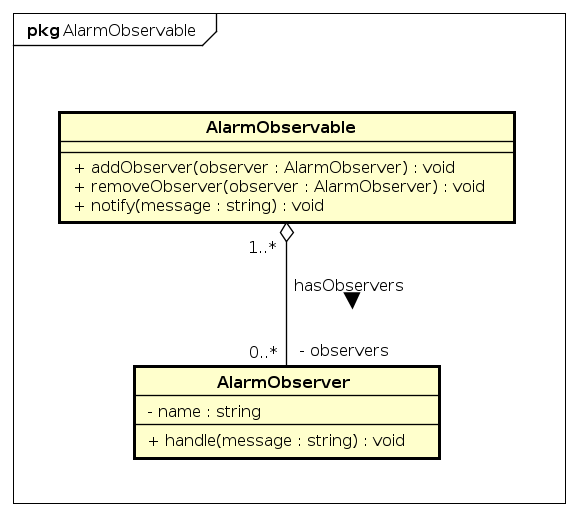 pkg AlarmObservable
AlarmObservable
+ addObserver(observer : AlarmObserver) : void
+ removeObserver(observer : AlarmObserver) : void
+ notify(message : string) : void
1..*
hasObservers
0..* - observers
AlarmObserver
- name : string
+ handle(message : string) : void